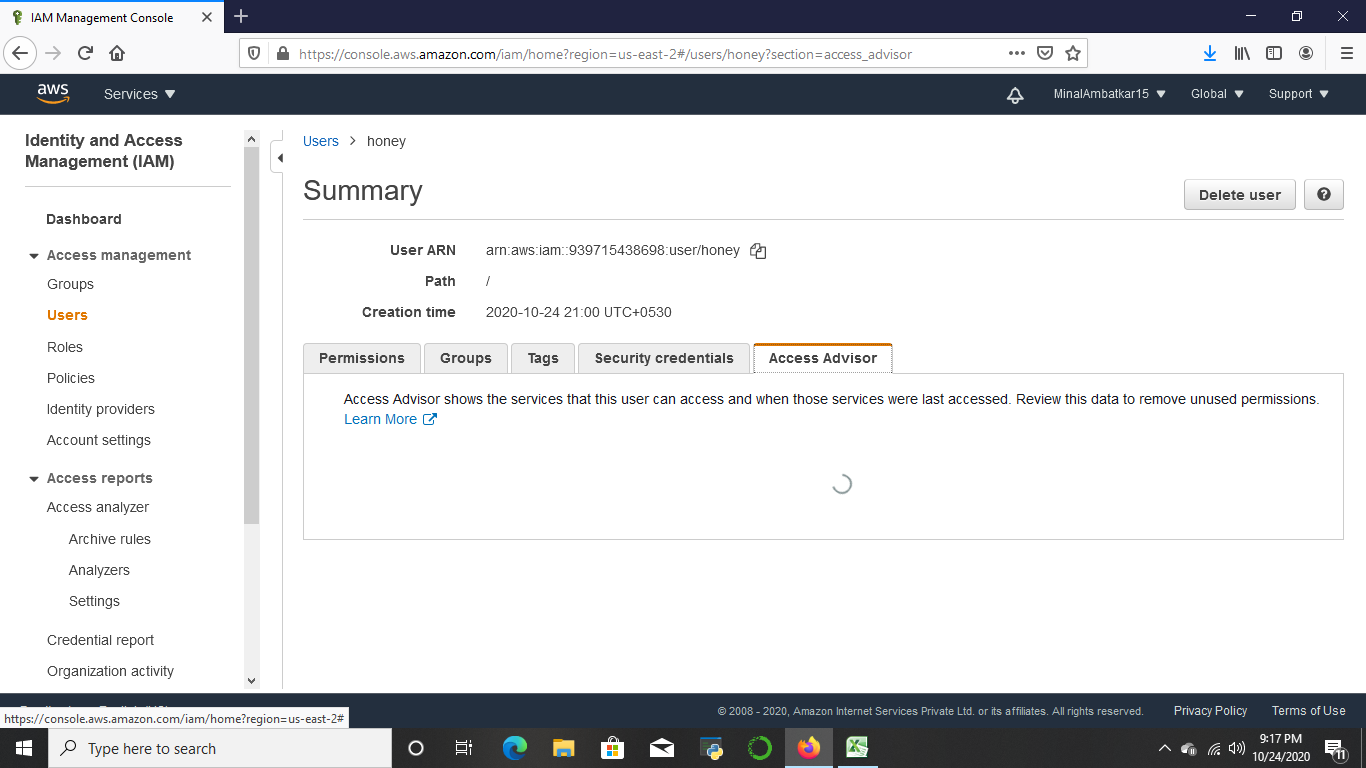 IAM Management Console
https://console.aws.amazon.com/iam/home?region=us-east-2#/users/honey?section=access_advisor
aws
Services
MinalAmbatkar15
Global
Support
Identity and Access
Management (IAM)
Dashboard
Access management
Groups
Users
Roles
Policies
Identity providers
Account settings
Access reports
Access analyzer
Archive rules
Analyzers
Settings
Credential report
Organization activity
Users > honey
Summary
Delete user
?
User ARN arn:aws:iam::939715438698:user/honey
Path /
Creation time 2020-10-24 21:00 UTC+0530
Permissions Groups Tags Security credentials Access Advisor
Access Advisor shows the services that this user can access and when those services were last accessed. Review this data to remove unused permissions.
Learn More
https://console.aws.amazon.com/iam/home?region=us-east-2#
© 2008 - 2020, Amazon Internet Services Private Ltd. or its affiliates. All rights reserved. Privacy Policy Terms of Use
Type here to search
9:17 PM
10/24/2020
11